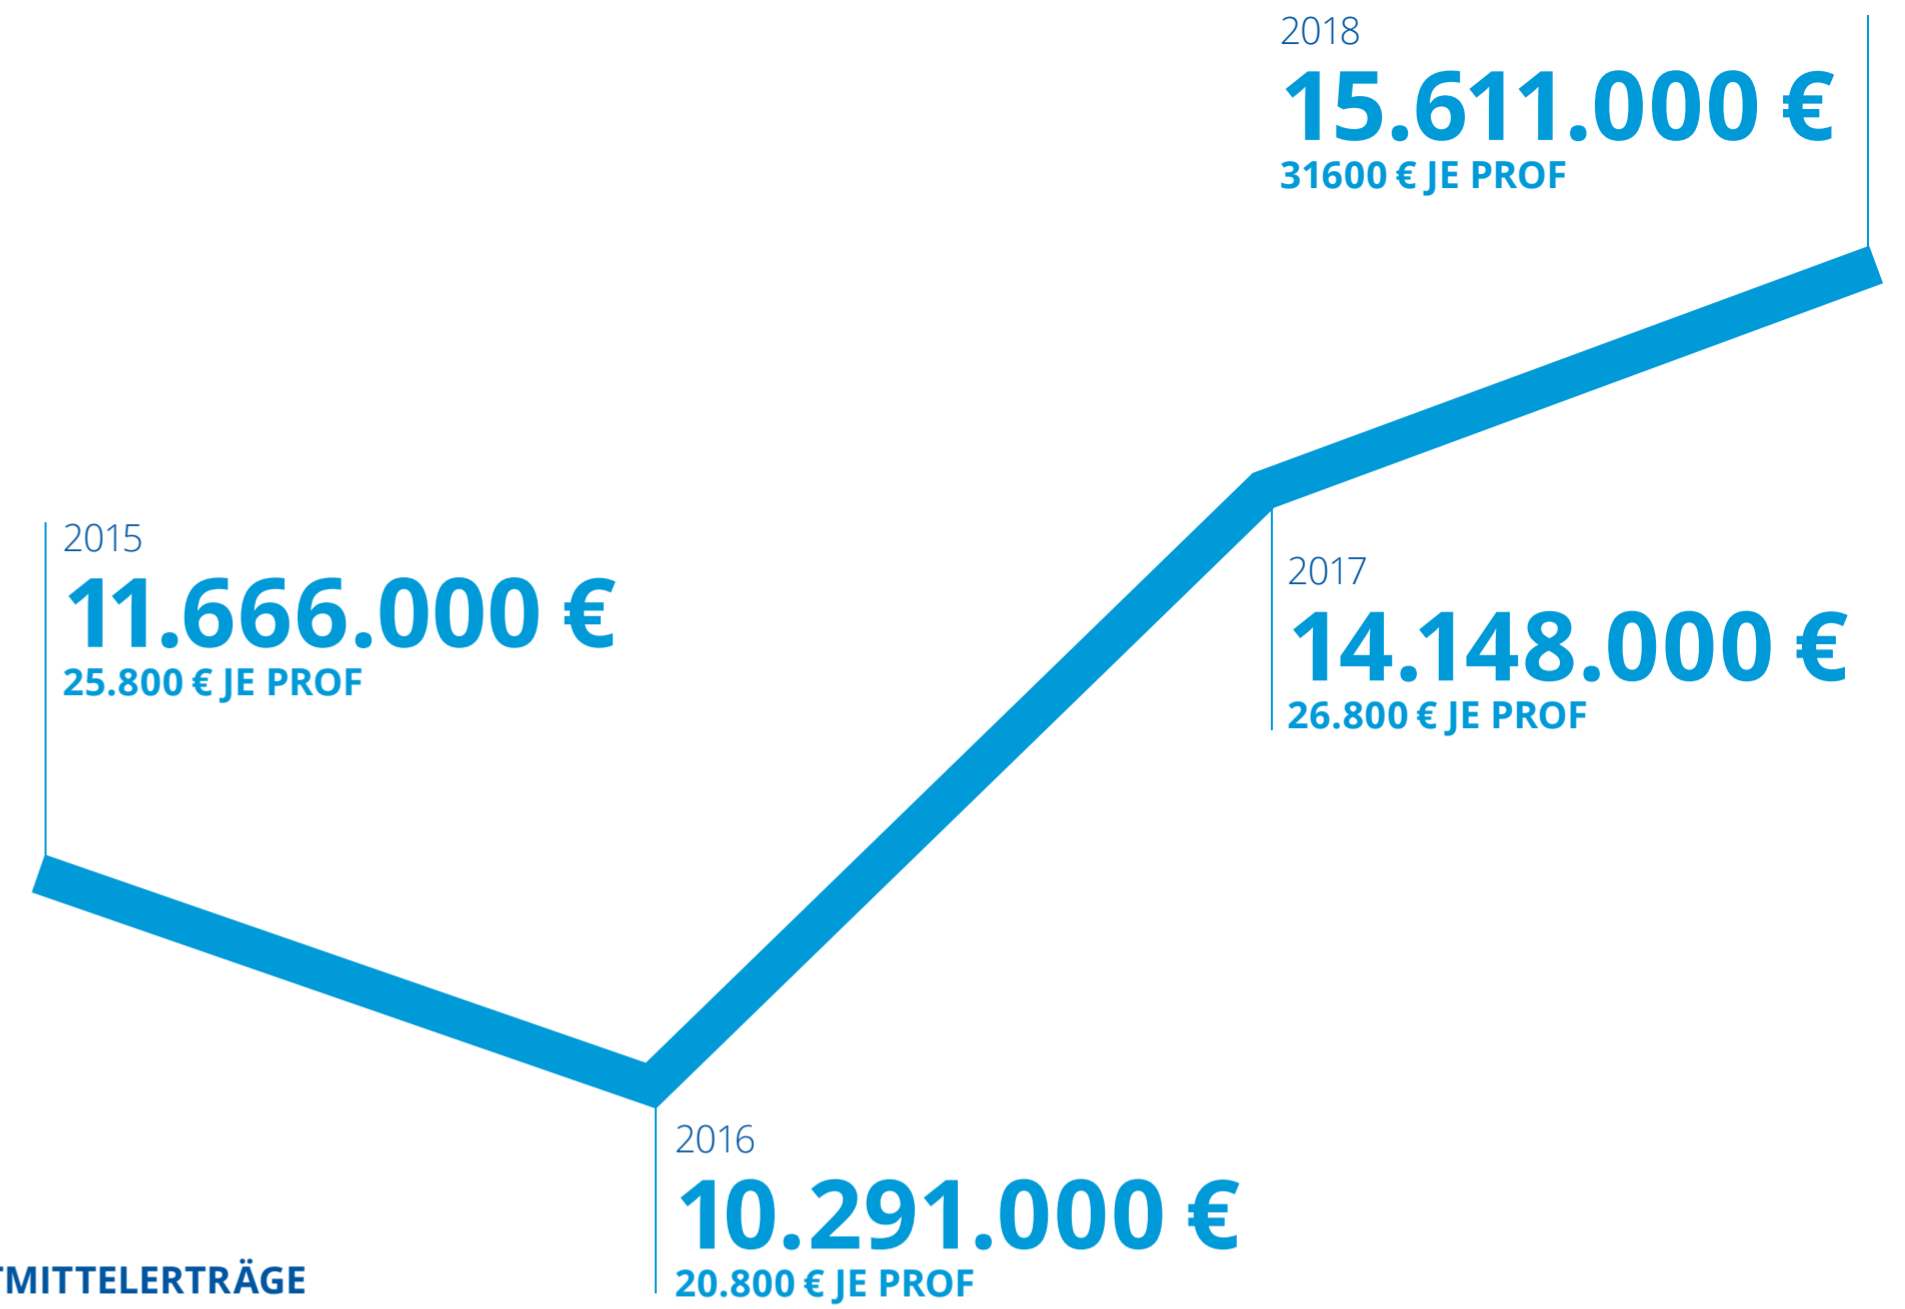 2018
15.611.000 €
31600 € JE PROF
2015
11.666.000 €
25.800 € JE PROF
2017
14.148.000 €
26.800 € JE PROF
2016
10.291.000 €
20.800 € JE PROF
TMITTELERTRÄGE